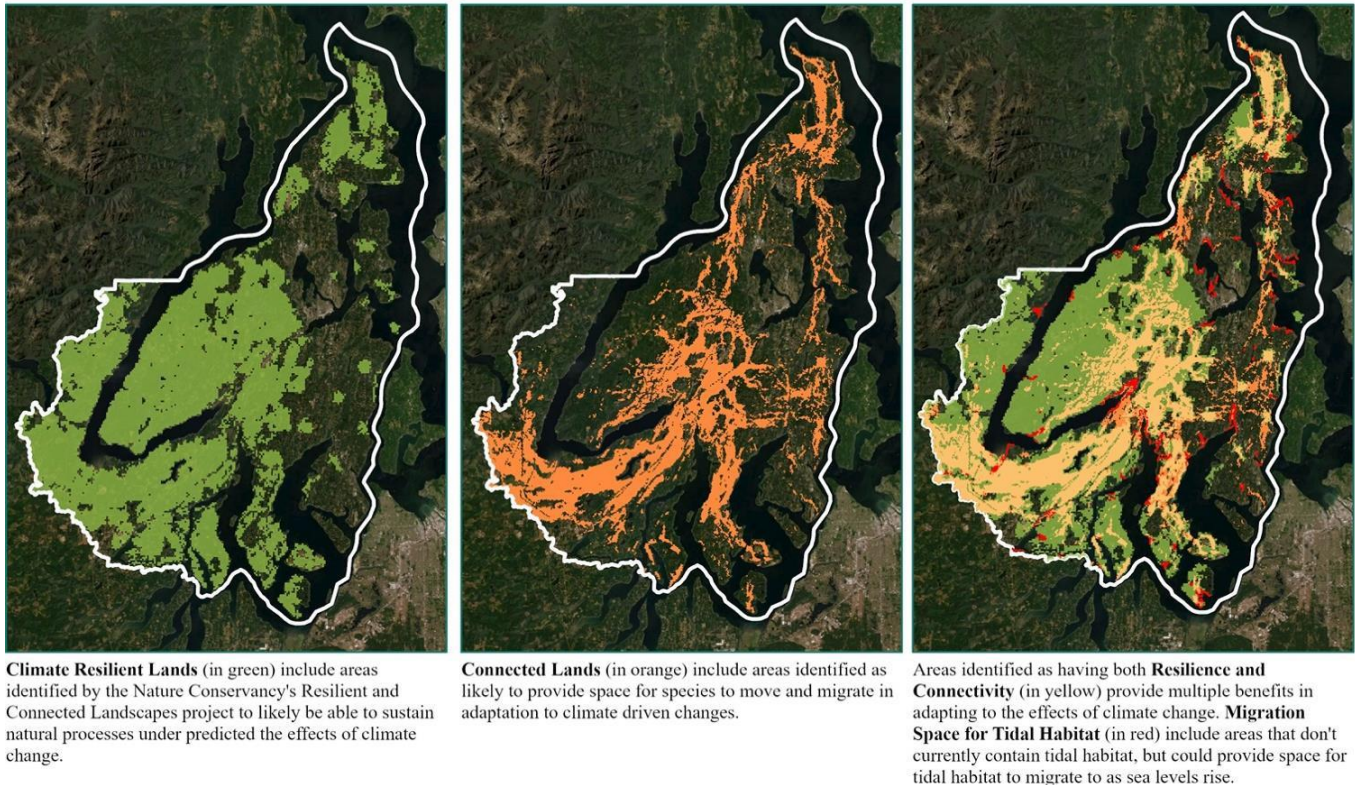 Climate Resilient Lands (in green) include areas
identified by the Nature Conservancy's Resilient and
Connected Landscapes project to likely be able to sustain
natural processes under predicted the effects of climate
change.
Connected Lands (in orange) include areas identified as
likely to provide space for species to move and migrate in
adaptation to climate driven changes.
Areas identified as having both Resilience and
Connectivity (in yellow) provide multiple benefits in
adapting to the effects of climate change. Migration
Space for Tidal Habitat (in red) include areas that don't
currently contain tidal habitat, but could provide space for
tidal habitat to migrate to as sea levels rise.